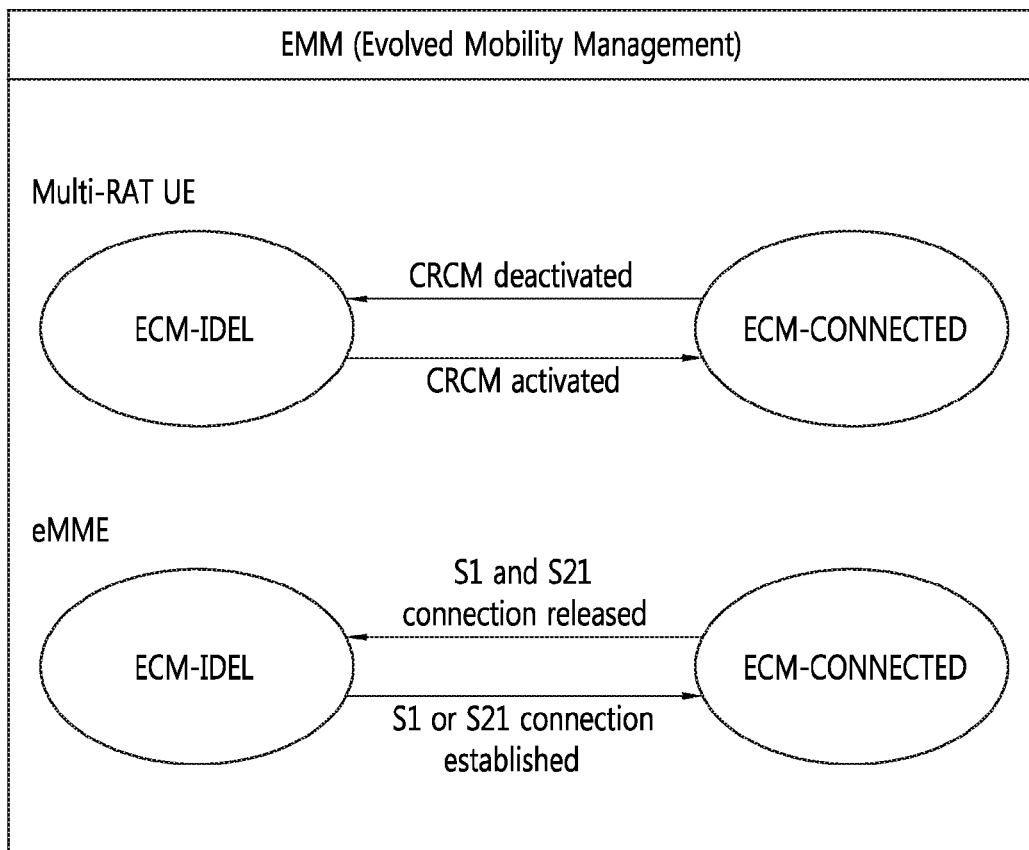 EMM (Evolved Mobility Management)
Multi-RAT UE
CRCM deactivated
ECM-IDEL
ECM-CONNECTED
CRCM activated
eMME
S1 and S21
connection released
ECM-IDEL
ECM-CONNECTED
S1 or S21 connection
established